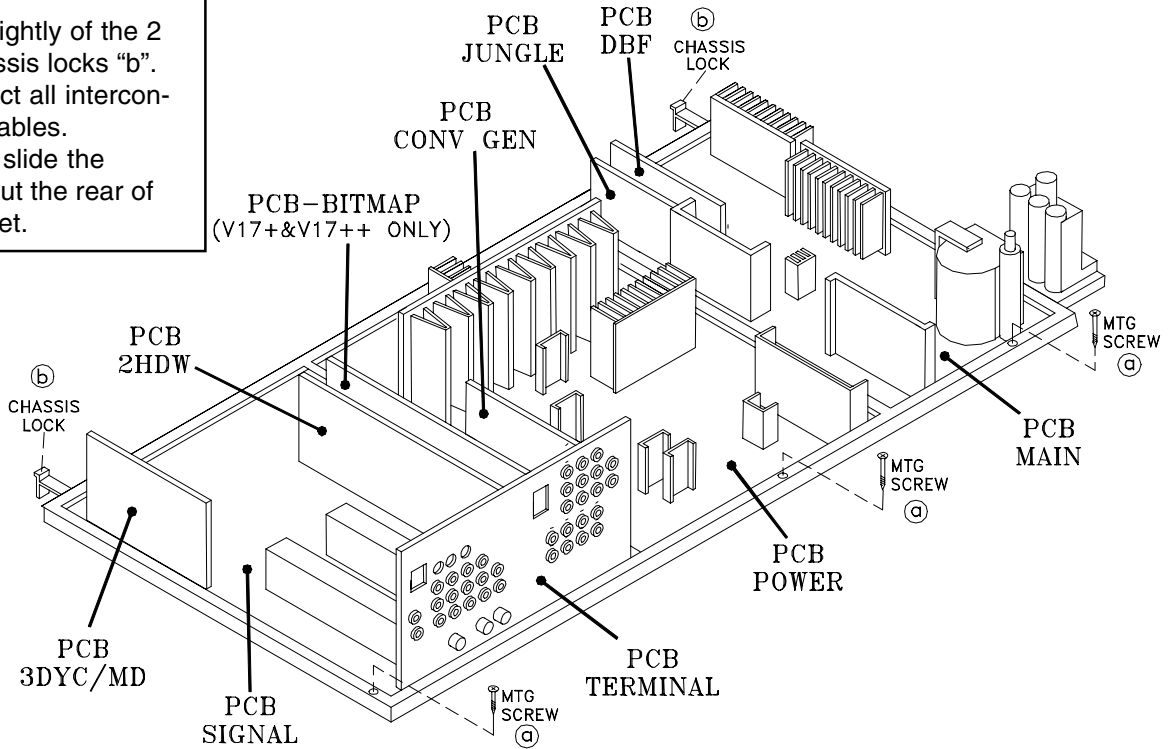 ightly of the 2
ssis locks “b”.
ct all intercon-
ables.
slide the
ut the rear of
et.
PCB
JUNGLE
PCB
DBF
b
CHASSIS
LOCK
PCB
CONV GEN
PCB-BITMAP
(V17+&V17++ ONLY)
PCB
2HDW
b
CHASSIS
LOCK
MTG
SCREW
a
PCB
MAIN
MTG
SCREW
a
PCB
POWER
PCB
3DYC/MD
PCB
SIGNAL
PCB
TERMINAL
MTG
SCREW
a